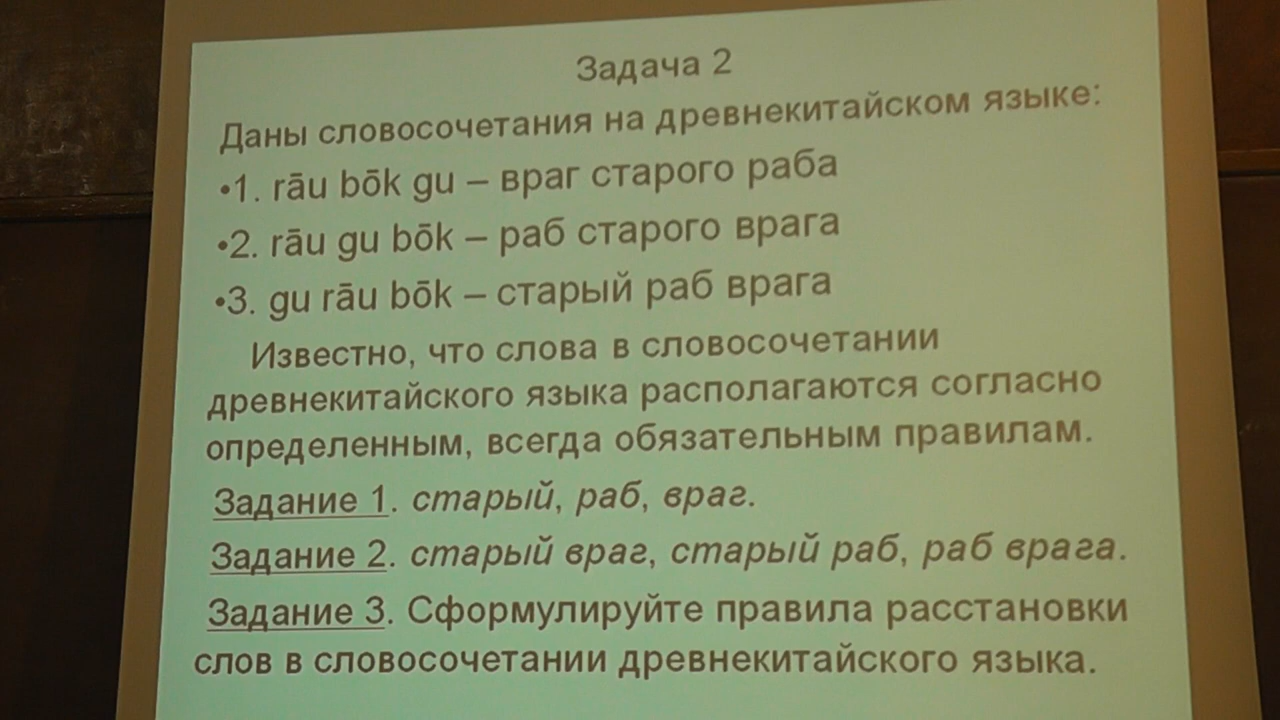 Задача 2
Даны словосочетания на древнекитайском языке:
•1. rāu bōk gu – враг старого раба
•2. rāu gu bōk – раб старого врага
•3. gu rāu bōk – старый раб врага
Известно, что слова в словосочетании
древнекитайского языка располагаются согласно
определенным, всегда обязательным правилам.
Задание 1. старый, раб, враг.
Задание 2. старый враг, старый раб, раб врага.
Задание 3. Сформулируйте правила расстановки
слов в словосочетании древнекитайского языка.